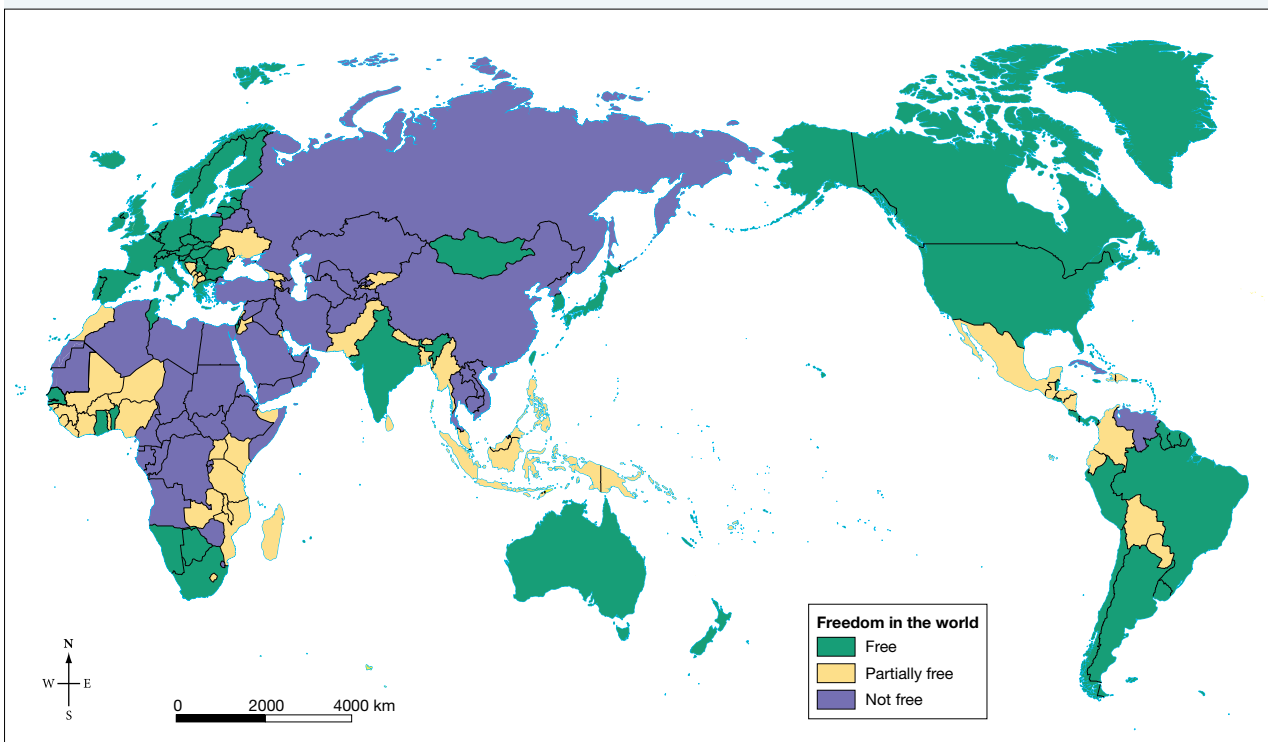 Freedom in the world
Free
Partially free
Not free
N
W E
S
0 2000 4000 km